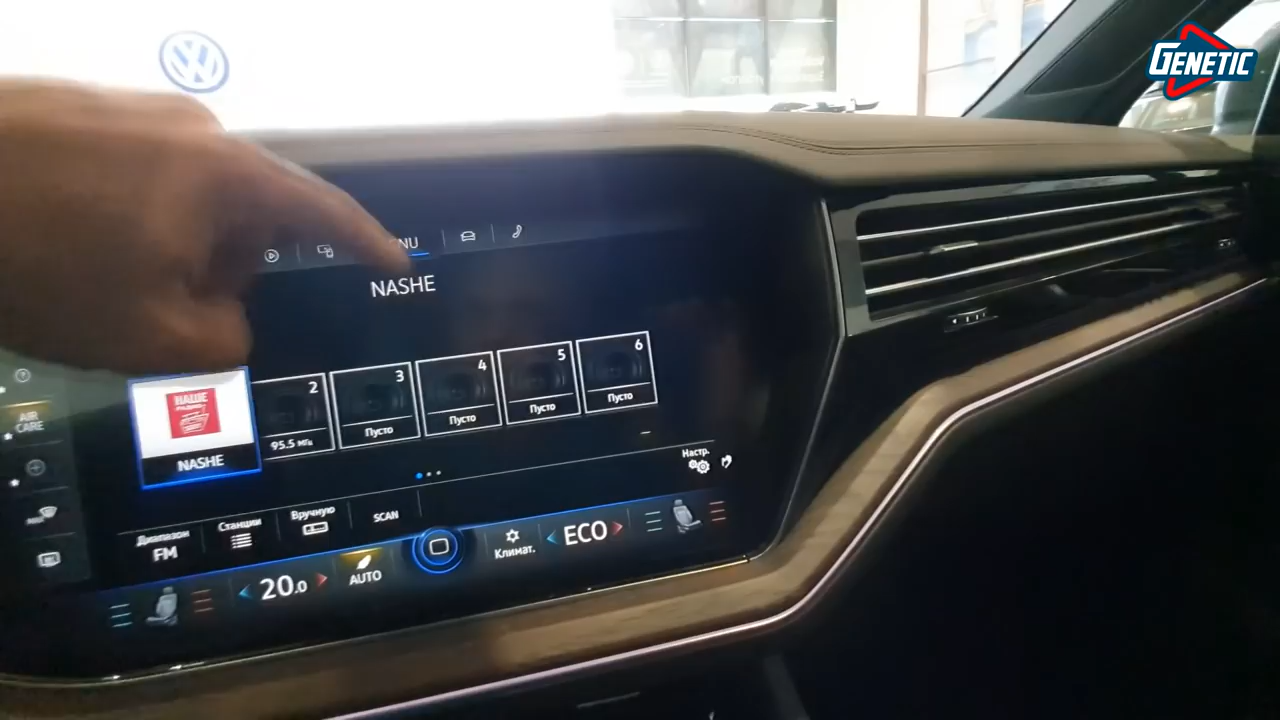 GENETIC
NU
NASHE
НАШЕ
NASHE
2
95.5 МГц
3
Пусто
4
Пусто
5
Пусто
6
Пусто
AIR
CARE
Настр.
Диапазон
FM
Станции
Вручную
SCAN
20.0
AUTO
Климат.
ECO